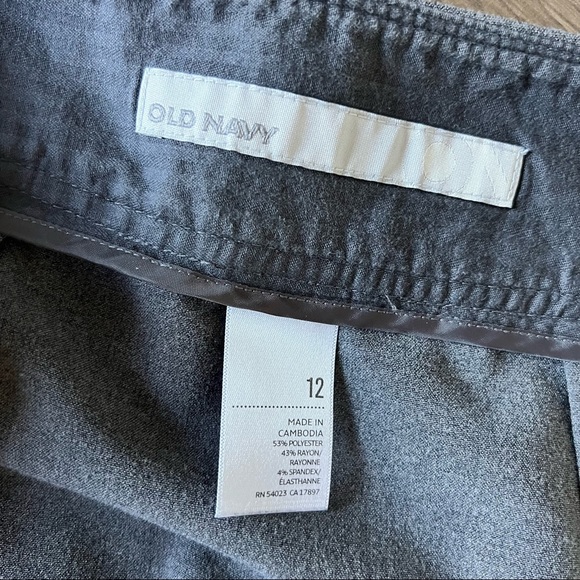 OLD NAVY
12
MADE IN
CAMBODIA
53% POLYESTER
43% RAYON/
RAYONNE
4% SPANDEX/
ÉLASTHANNE
RN 54023 CA 17897